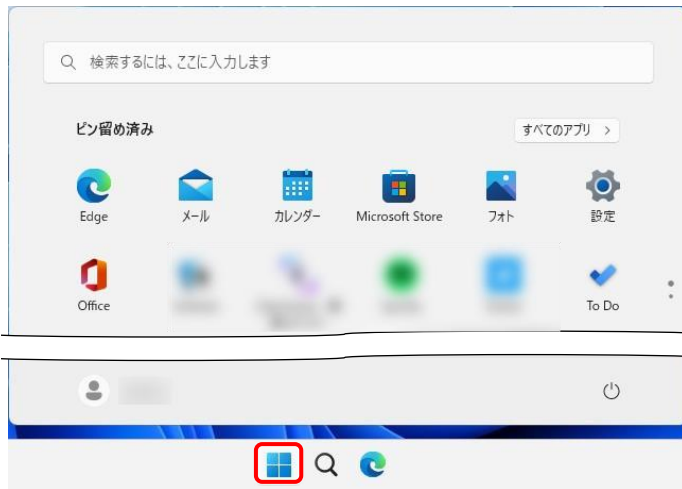 検索するには、ここに入力します
ピン留め済み
すべてのアプリ >
Edge
メール
カレンダー
Microsoft Store
フォト
設定
Office
To Do